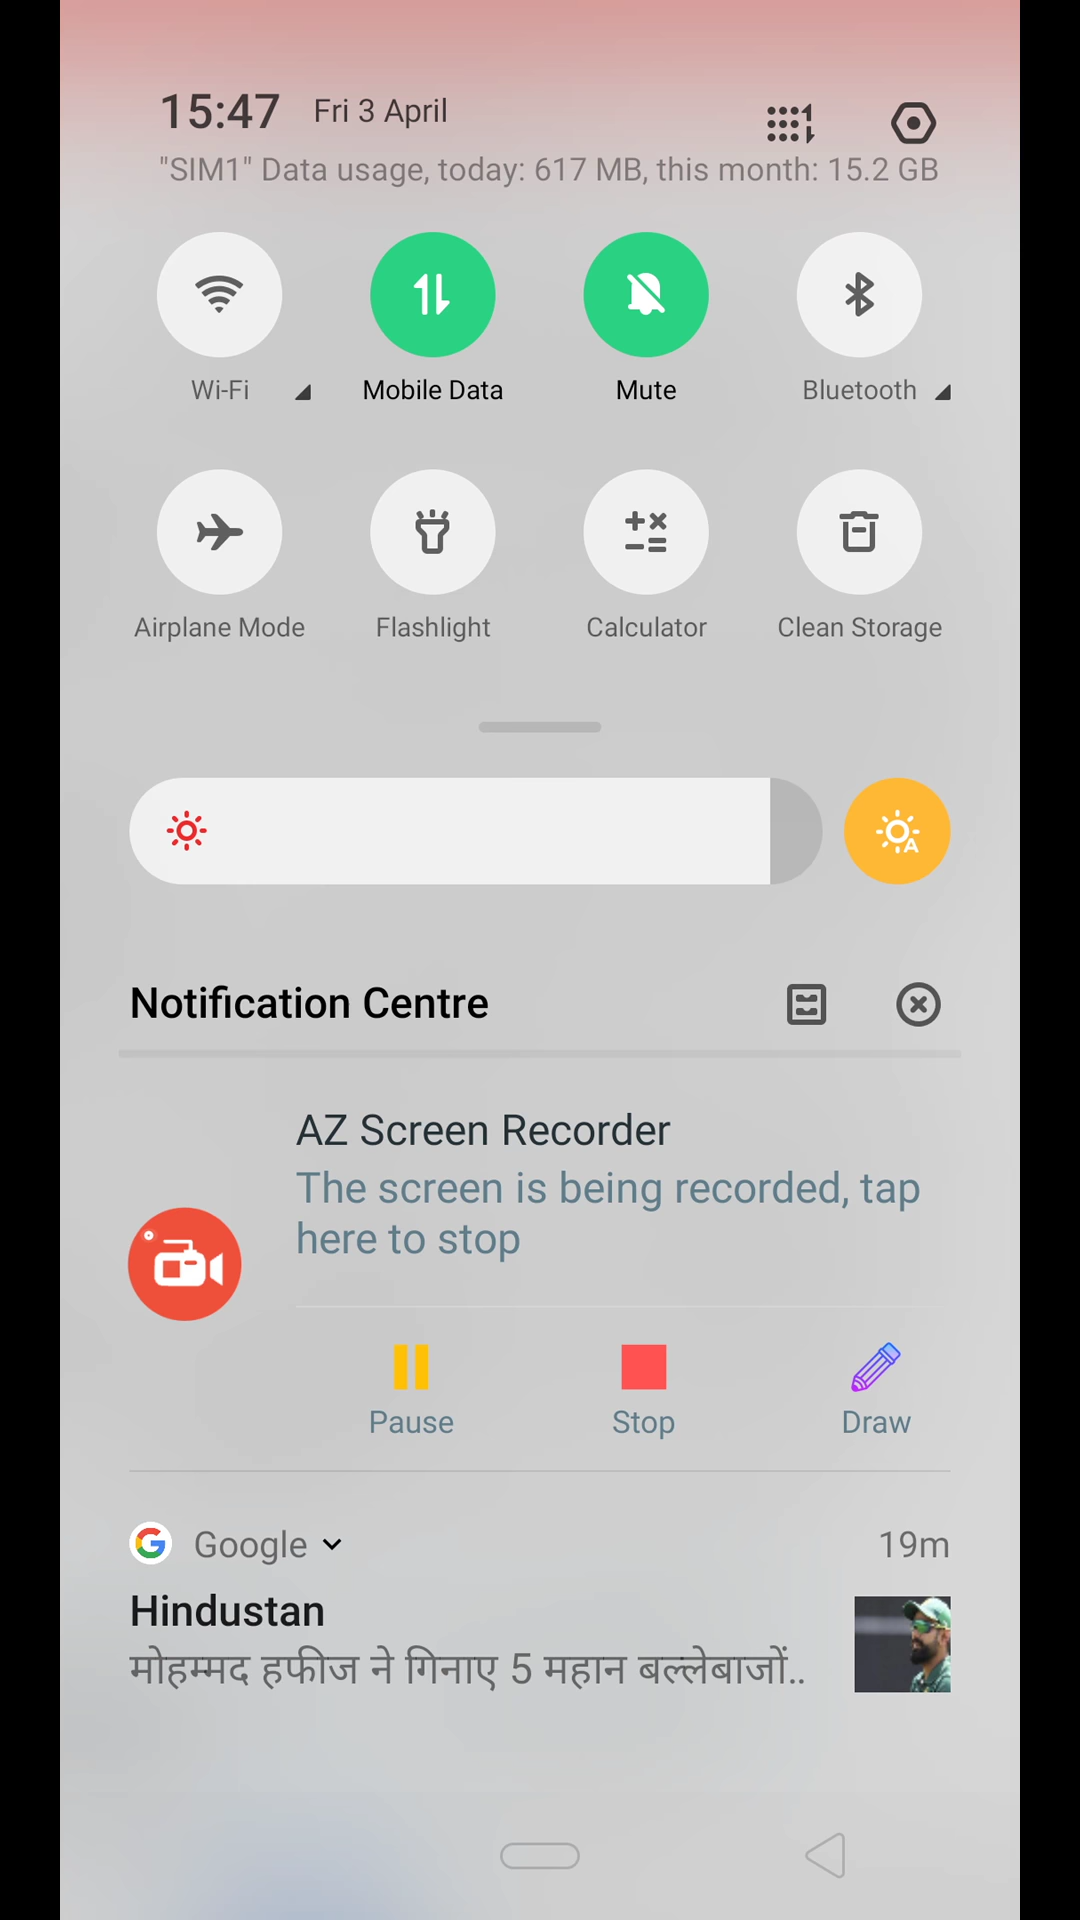 15:47 Fri 3 April
"SIM1" Data usage, today: 617 MB, this month: 15.2 GB
Wi-Fi Mobile Data Mute Bluetooth
Airplane Mode Flashlight Calculator Clean Storage
Notification Centre
AZ Screen Recorder
The screen is being recorded, tap
here to stop
Pause Stop Draw
Google 19m
Hindustan
मोहम्मद हफीज ने गिनाए 5 महान बल्लेबाजों..